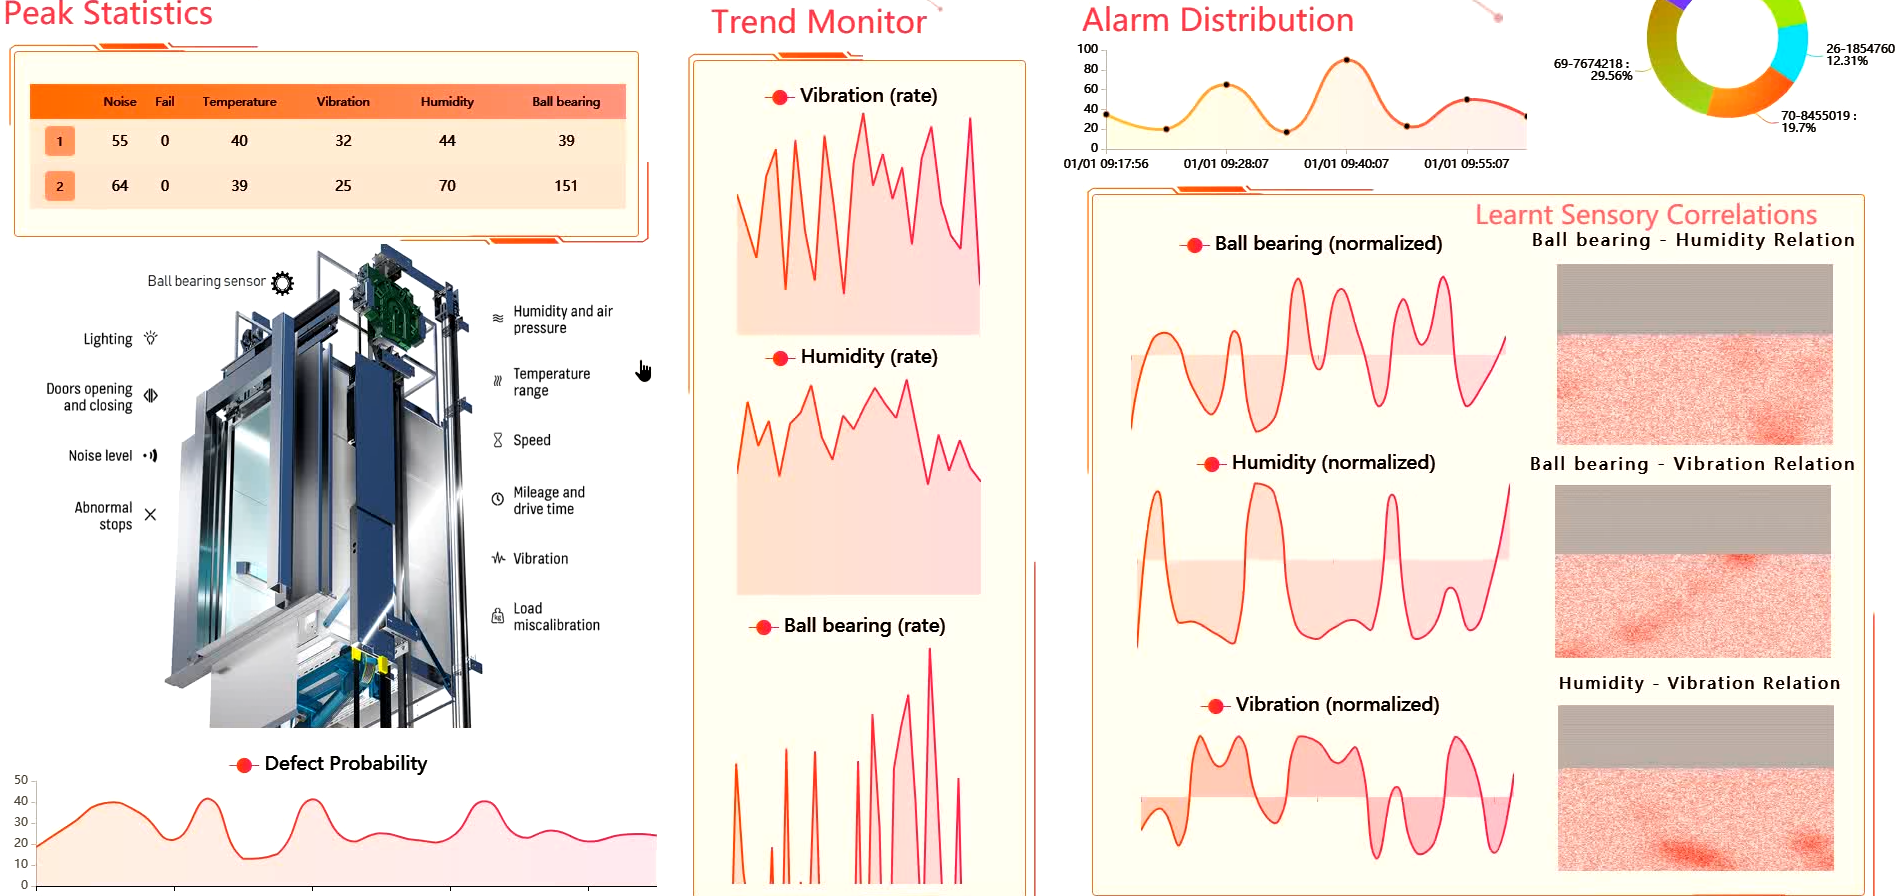 Peak Statistics
Noise Fail Temperature Vibration Humidity Ball bearing
1 55 0 40 32 44 39
2 64 0 39 25 70 151
Ball bearing sensor
Lighting
Doors opening
and closing
Noise level
Abnormal
stops
Humidity and air
pressure
Temperature
range
Speed
Mileage and
drive time
Vibration
Load
miscalibration
Defect Probability
50
40
30
20
10
0
Trend Monitor
Vibration (rate)
Humidity (rate)
Ball bearing (rate)
Alarm Distribution
100
80
60
40
20
0
01/01 09:17:56 01/01 09:28:07 01/01 09:40:07 01/01 09:55:07
69-7674218 :
29.56%
26-1854760
12.31%
70-8455019 :
19.7%
Learnt Sensory Correlations
Ball bearing (normalized)
Ball bearing - Humidity Relation
Humidity (normalized)
Ball bearing - Vibration Relation
Vibration (normalized)
Humidity - Vibration Relation